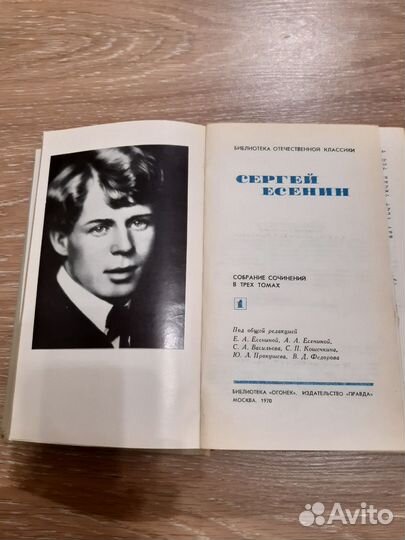 БИБЛИОТЕКА ОТЕЧЕСТВЕННОЙ КЛАССИКИ
СЕРГЕЙ
ЕСЕНИН
СОБРАНИЕ СОЧИНЕНИЙ
В ТРЕХ ТОМАХ
1
Под общей редакцией
Е. А. Есениной, А. А. Есениной,
С. А. Васильева, С. П. Кошечкина,
Ю. Л. Прокушева, В. Д. Федорова
БИБЛИОТЕКА «ОГОНЕК». ИЗДАТЕЛЬСТВО «ПРАВДА»
МОСКВА. 1970
Avito